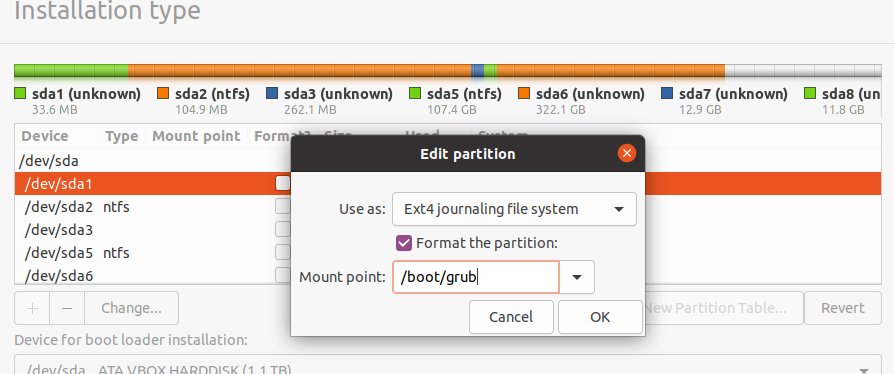 Installation type
sda1 (unknown) sda2 (ntfs) sda3 (unknown) sda5 (ntfs) sda6 (unknown) sda7 (unknown) sda8 (un
33.6 MB 104.9 MB 262.1 MB 107.4 GB 322.1 GB 12.9 GB 11.8 GB
Device Type Mount point Format? Size Used System
Edit partition
/dev/sda
/dev/sda1
/dev/sda2 ntfs
/dev/sda3
/dev/sda5 ntfs
/dev/sda6
Use as: Ext4 journaling file system
Format the partition:
Mount point: /boot/grub
Cancel OK
+ − Change... New Partition Table... Revert
Device for boot loader installation:
/dev/sda ATA VBOX HARDDISK (1.1 TB)